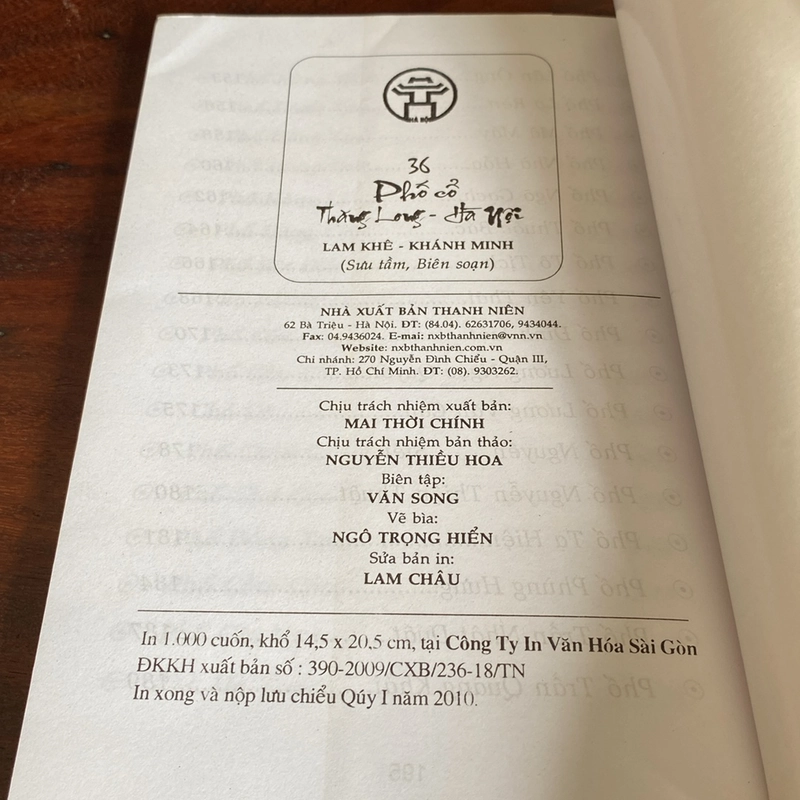 HÀ NỘI
36
Phố cổ
Thăng Long - Hà Nội
LAM KHÊ - KHÁNH MINH
(Sưu tầm, Biên soạn)
NHÀ XUẤT BẢN THANH NIÊN
62 Bà Triệu - Hà Nội. ĐT: (84.04). 62631706, 9434044.
Fax: 04.9436024. E-mai: nxbthanhnien@vnn.vn
Website: nxbthanhnien.com.vn
Chi nhánh: 270 Nguyễn Đình Chiểu - Quận III,
TP. Hồ Chí Minh. ĐT: (08). 9303262.
Chịu trách nhiệm xuất bản:
MAI THỜI CHÍNH
Chịu trách nhiệm bản thảo:
NGUYỄN THIỀU HOA
Biên tập:
VĂN SONG
Vẽ bìa:
NGÔ TRỌNG HIỂN
Sửa bản in:
LAM CHÂU
In 1.000 cuốn, khổ 14,5 x 20,5 cm, tại Công Ty In Văn Hóa Sài Gòn
ĐKKH xuất bản số : 390-2009/CXB/236-18/TN
In xong và nộp lưu chiểu Qúy I năm 2010.